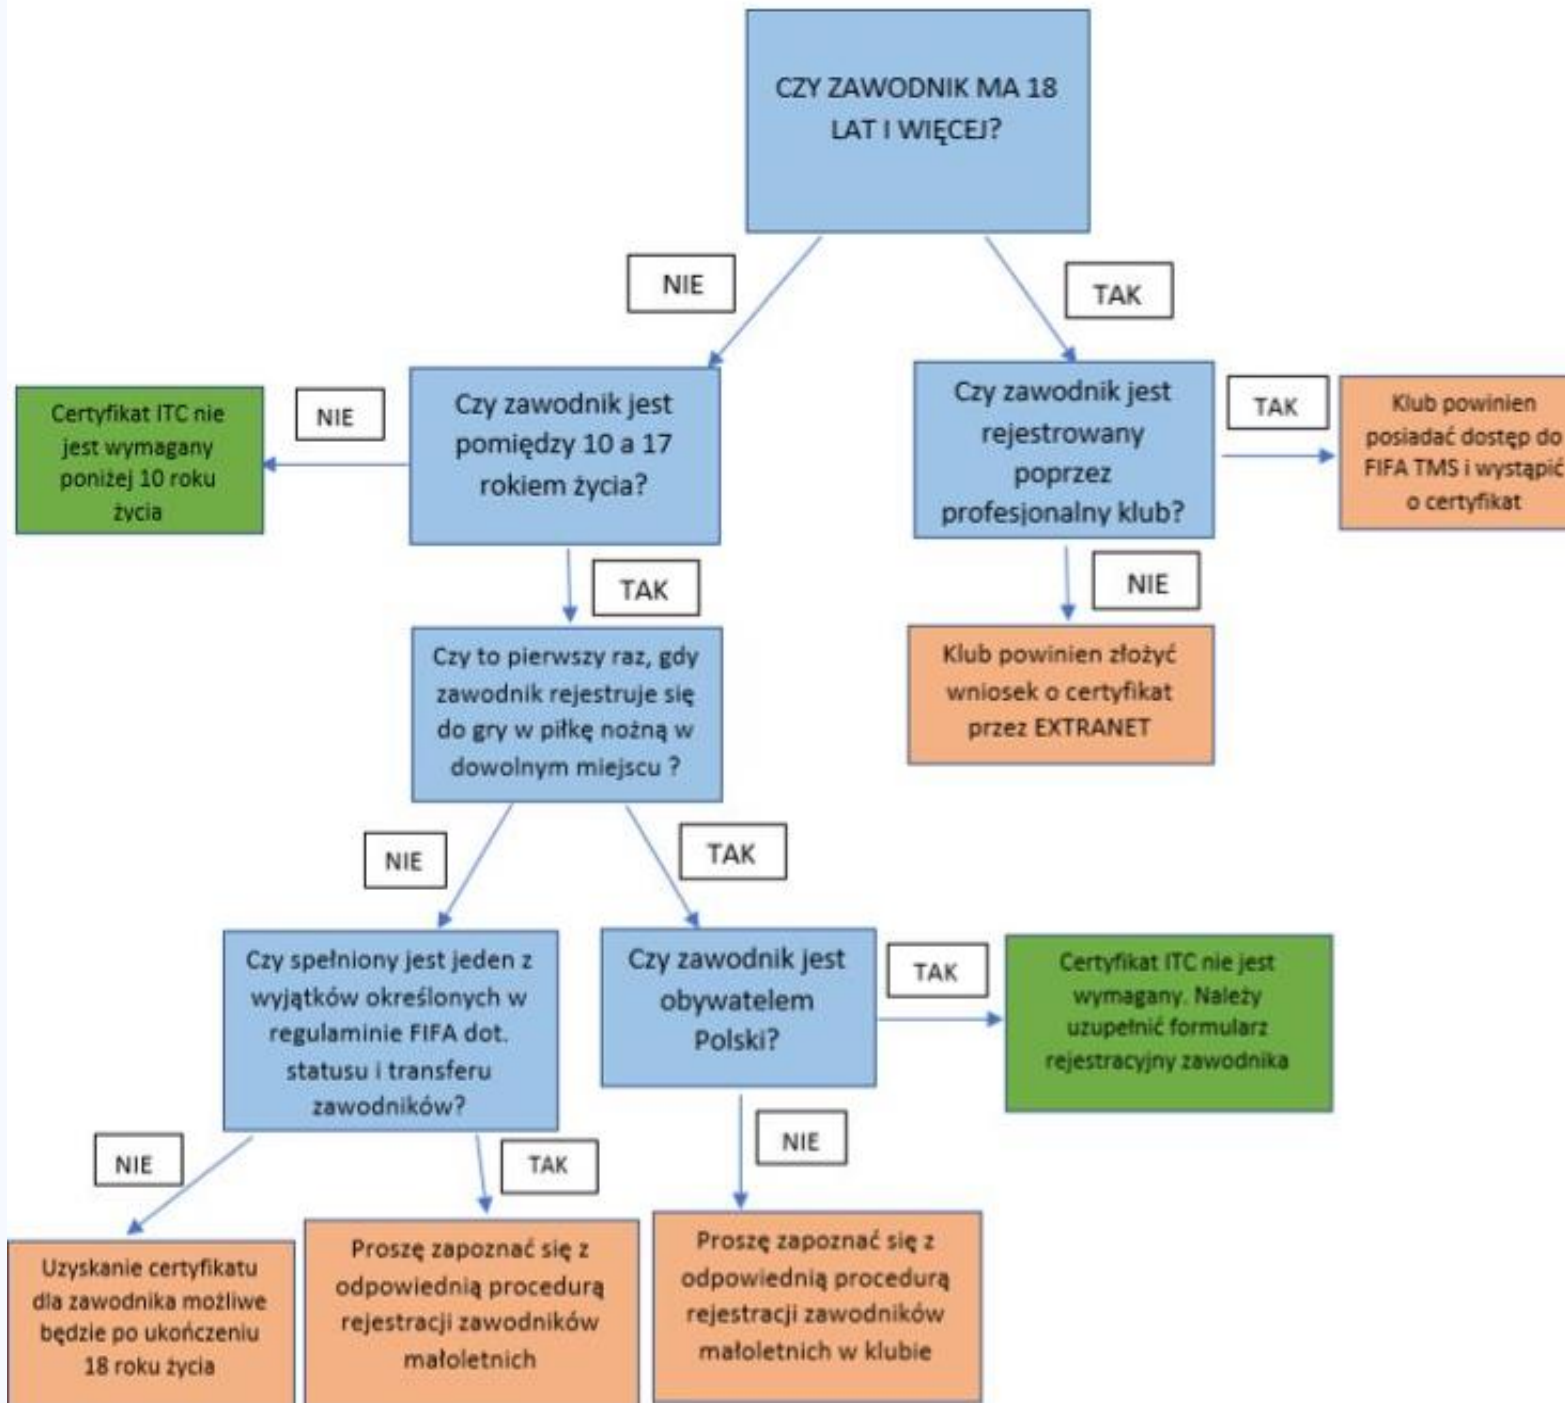 CZY ZAWODNIK MA 18
LAT I WIĘCEJ?
NIE
TAK
Certyfikat ITC nie
jest wymagany
poniżej 10 roku
życia
NIE
Czy zawodnik jest
pomiędzy 10 a 17
rokiem życia?
Czy zawodnik jest
rejestrowany
poprzez
profesjonalny klub?
TAK
Klub powinien
posiadać dostęp do
FIFA TMS i wystąpić
o certyfikat
TAK
NIE
Czy to pierwszy raz, gdy
zawodnik rejestruje się
do gry w piłkę nożną w
dowolnym miejscu ?
Klub powinien złożyć
wniosek o certyfikat
przez EXTRANET
NIE
TAK
Czy spełniony jest jeden z
wyjątków określonych w
regulaminie FIFA dot.
statusu i transferu
zawodników?
Czy zawodnik jest
obywatelem
Polski?
TAK
Certyfikat ITC nie jest
wymagany. Należy
uzupełnić formularz
rejestracyjny zawodnika
NIE
TAK
NIE
Uzyskanie certyfikatu
dla zawodnika możliwe
będzie po ukończeniu
18 roku życia
Proszę zapoznać się z
odpowiednią procedurą
rejestracji zawodników
małoletnich
Proszę zapoznać się z
odpowiednią procedurą
rejestracji zawodników
małoletnich w klubie